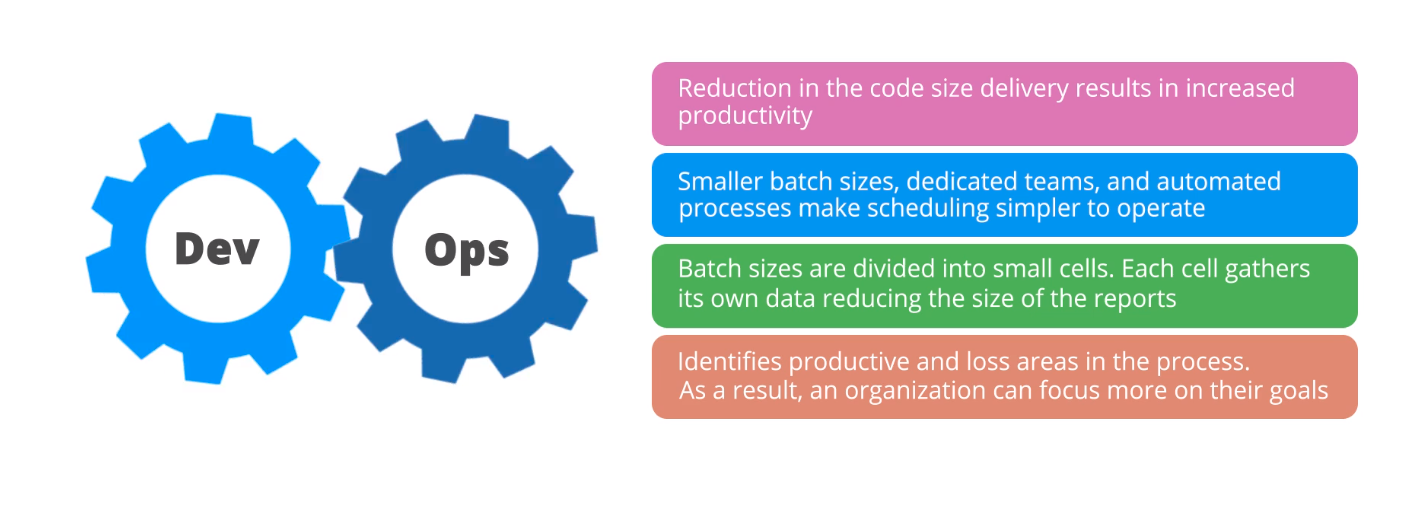 Dev
Ops
Reduction in the code size delivery results in increased
productivity
Smaller batch sizes, dedicated teams, and automated
processes make scheduling simpler to operate
Batch sizes are divided into small cells. Each cell gathers
its own data reducing the size of the reports
Identifies productive and loss areas in the process.
As a result, an organization can focus more on their goals